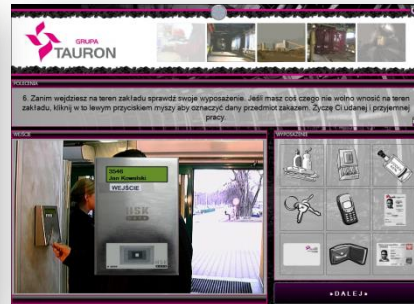 GRUPA
TAURON
POLECENIA
6. Zanim wejdziesz na teren zakładu sprawdź swoje wyposażenie. Jeśli masz coś czego nie wolno wnosić na teren
zakładu, kliknij w to lewym przyciskiem myszy aby oznaczyć dany przedmiot zakazem. Życzę Ci udanej i przyjemnej
pracy.
WEJŚCIE
WYPOSAŻENIE
Jan Kowalski
WEJŚCIE
HSK
»DALEJ«